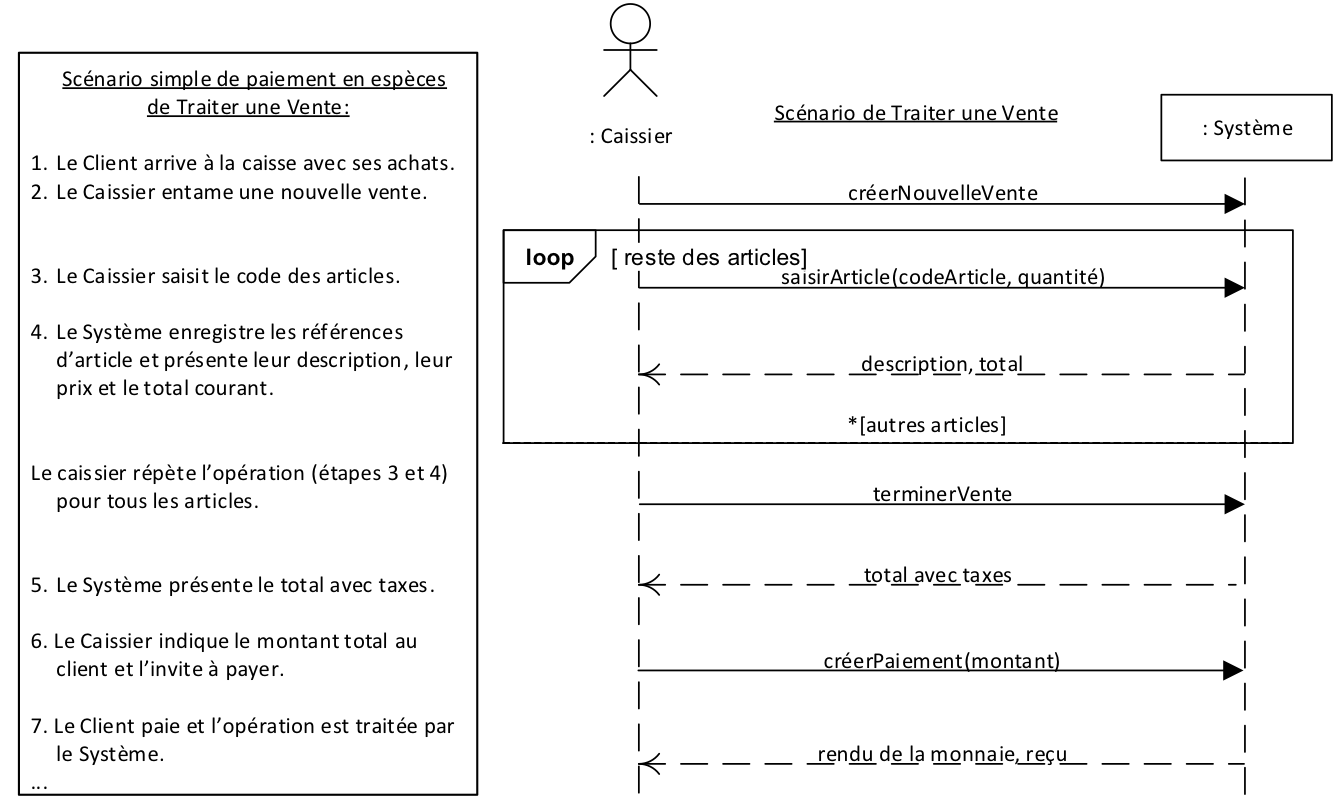 Scénario simple de paiement en espèces
de Traiter une Vente:
1. Le Client arrive à la caisse avec ses achats.
2. Le Caissier entame une nouvelle vente.
3. Le Caissier saisit le code des articles.
4. Le Système enregistre les références
d’article et présente leur description, leur
prix et le total courant.
Le caissier répète l’opération (étapes 3 et 4)
pour tous les articles.
5. Le Système présente le total avec taxes.
6. Le Caissier indique le montant total au
client et l’invite à payer.
7. Le Client paie et l’opération est traitée par
le Système.
...
: Caissier
Scénario de Traiter une Vente
: Système
créerNouvelleVente
loop
[ reste des articles]
saisirArticle(codeArticle, quantité)
description, total
*[autres articles]
terminerVente
total avec taxes
créerPaiement(montant)
rendu de la monnaie, reçu